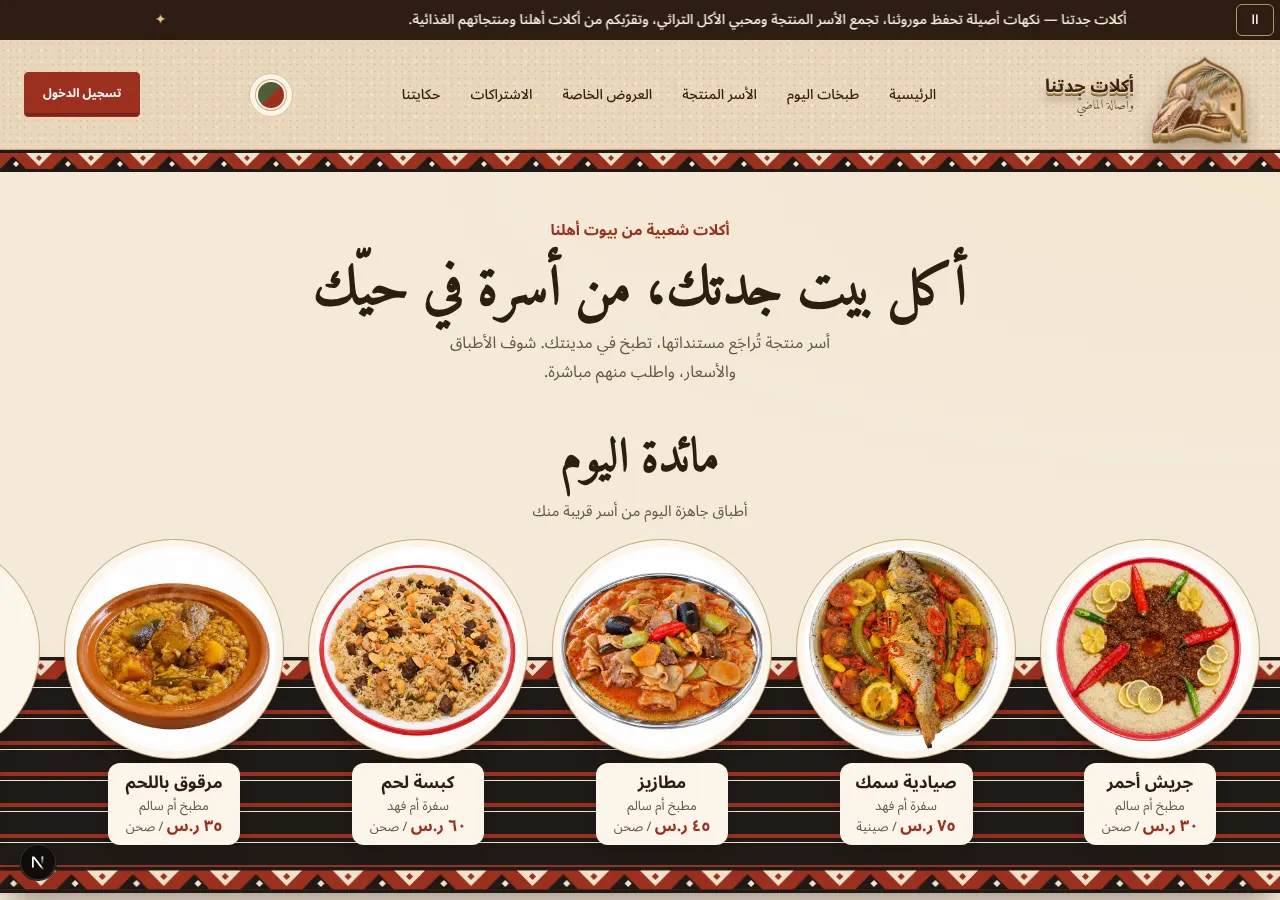 أكلات جدتنا — نكهات أصيلة تحفظ موروثنا، تجمع الأسر المنتجة ومحبي الأكل التراثي، وتقرّبكم من أكلات أهلنا ومنتجاتهم الغذائية.
أكلات جدتنا
وأصالة الماضي
الرئيسية
طبخات اليوم
الأسر المنتجة
العروض الخاصة
الاشتراكات
حكايتنا
تسجيل الدخول
أكلات شعبية من بيوت أهلنا
أكل بيت جدتك، من أسرة في حيّك
أسر منتجة تُراجَع مستنداتها، تطبخ في مدينتك. شوف الأطباق
والأسعار، واطلب منهم مباشرة.
مائدة اليوم
أطباق جاهزة اليوم من أسر قريبة منك
جريش أحمر
مطبخ أم سالم
٣٠ ر.س / صحن
صيادية سمك
سفرة أم فهد
٧٥ ر.س / صينية
مطازيز
مطبخ أم سالم
٤٥ ر.س / صحن
كبسة لحم
سفرة أم فهد
٦٠ ر.س / صحن
مرقوق باللحم
مطبخ أم سالم
٣٥ ر.س / صحن
N